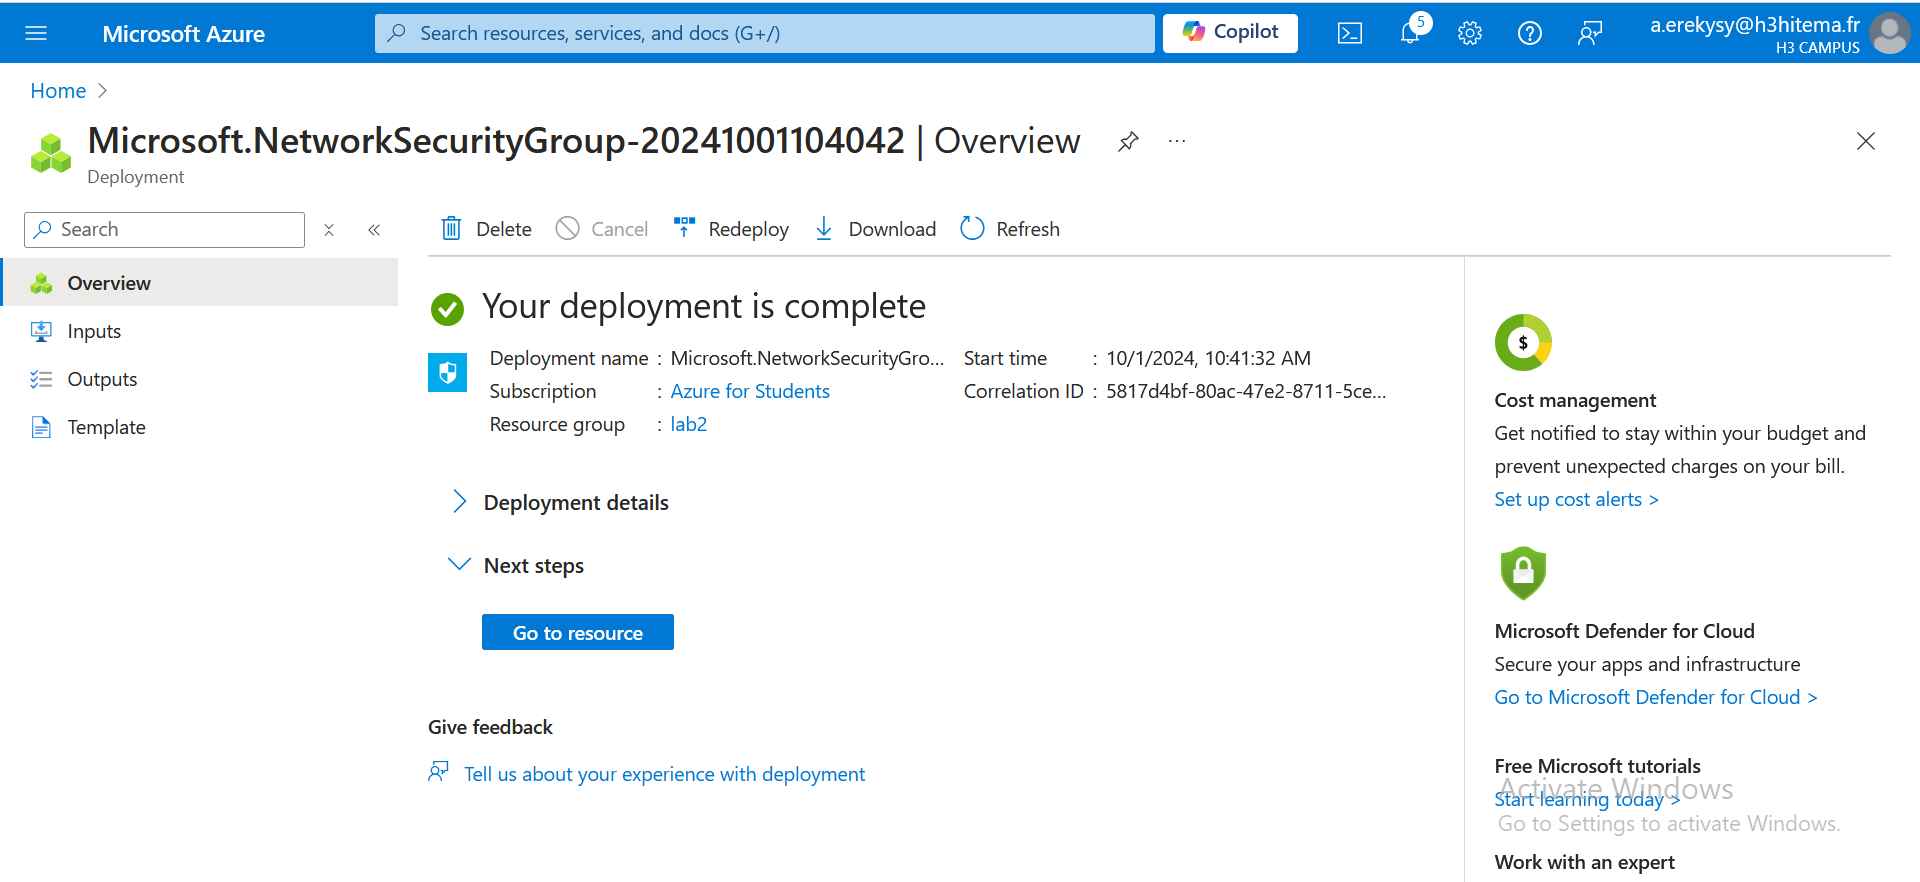 Microsoft Azure
Search resources, services, and docs (G+/)
Copilot
5
a.erekysy@h3hitema.fr
H3 CAMPUS
Home >
Microsoft.NetworkSecurityGroup-20241001104042 | Overview
Deployment
Search
Overview
Inputs
Outputs
Template
Delete
Cancel
Redeploy
Download
Refresh
Your deployment is complete
Deployment name : Microsoft.NetworkSecurityGro...
Subscription : Azure for Students
Resource group : lab2
Start time : 10/1/2024, 10:41:32 AM
Correlation ID : 5817d4bf-80ac-47e2-8711-5ce...
Deployment details
Next steps
Go to resource
Give feedback
Tell us about your experience with deployment
$
Cost management
Get notified to stay within your budget and
prevent unexpected charges on your bill.
Set up cost alerts >
Microsoft Defender for Cloud
Secure your apps and infrastructure
Go to Microsoft Defender for Cloud >
Free Microsoft tutorials
Start learning today >
Activate Windows
Go to Settings to activate Windows.
Work with an expert